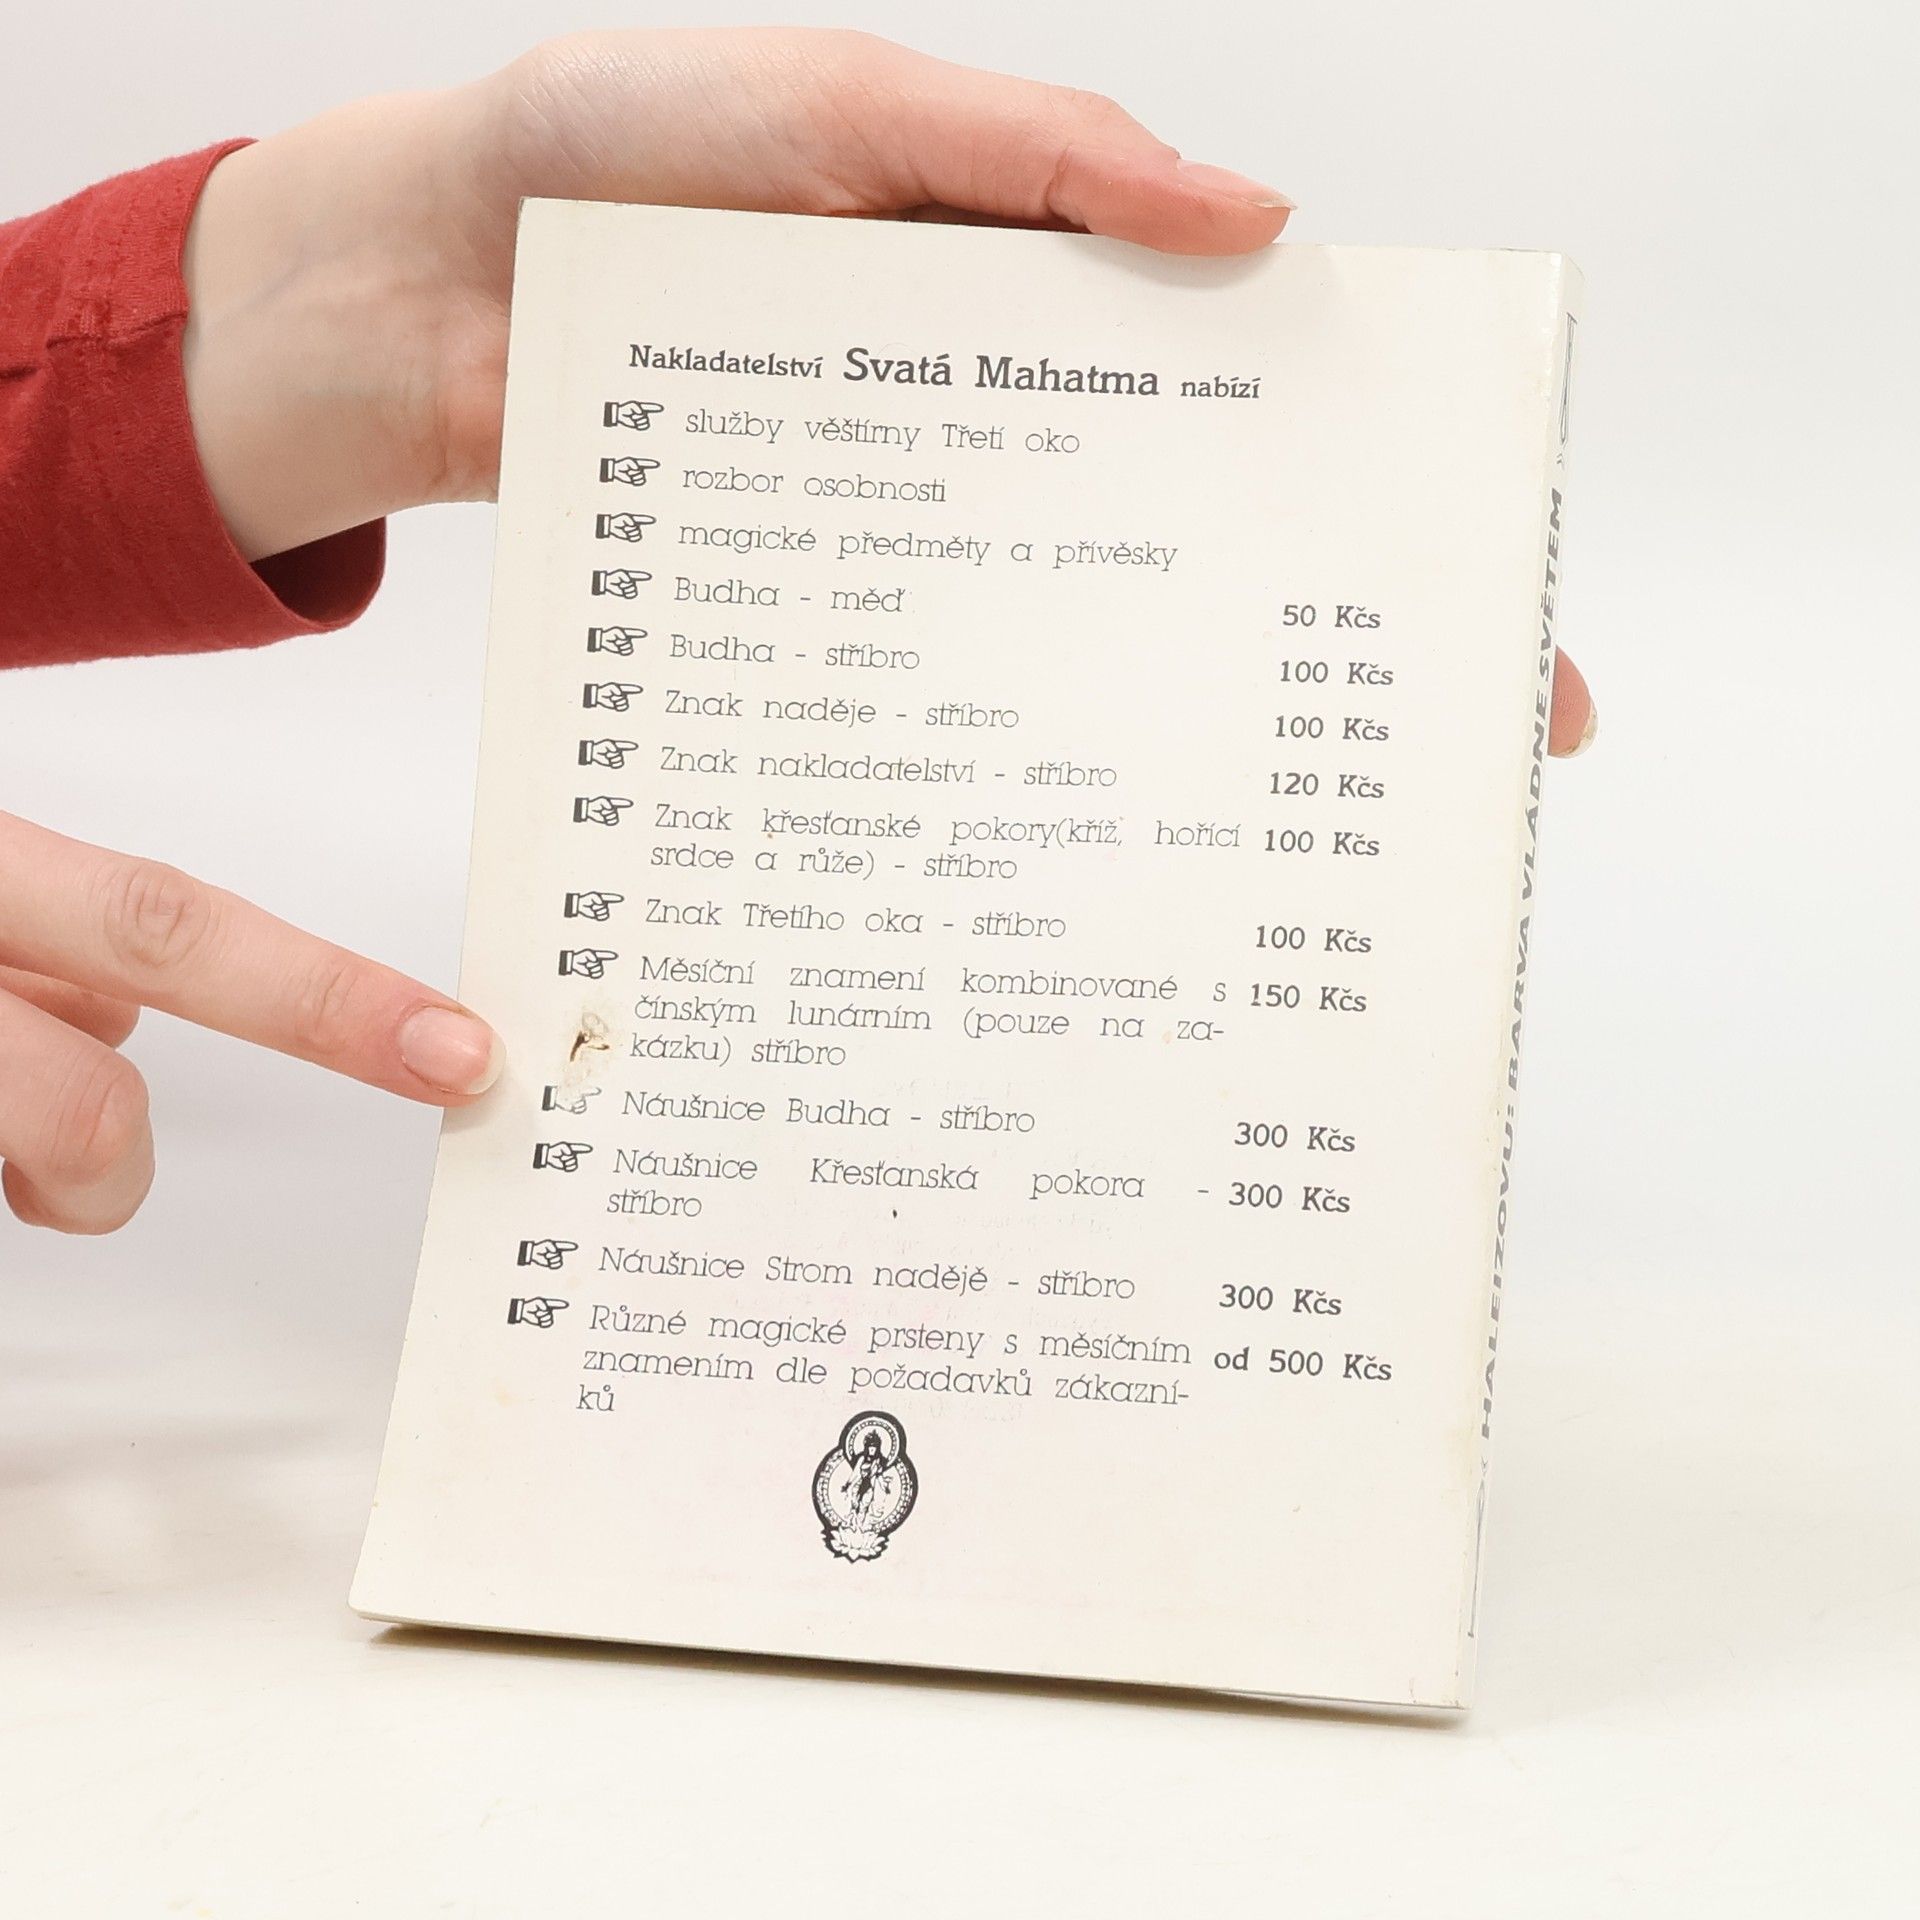 Nakladatelství Svatá Mahatma nabízí
služby věštírny Třetí oko
rozbor osobnosti
magické předměty a přívěsky
Budha - měď 50 Kčs
Budha - stříbro 100 Kčs
Znak naděje - stříbro 100 Kčs
Znak nakladatelství - stříbro 120 Kčs
Znak křesťanské pokory(kříž, hořící 100 Kčs
srdce a růže) - stříbro
Znak Třetího oka - stříbro 100 Kčs
Měsíční znamení kombinované s 150 Kčs
čínským lunárním (pouze na za-
kázku) stříbro
Náušnice Budha - stříbro 300 Kčs
Náušnice Křesťanská pokora - 300 Kčs
stříbro
Náušnice Strom nadějě - stříbro 300 Kčs
Různé magické prsteny s měsíčním od 500 Kčs
znamením dle požadavků zákazní-
ků
HALEIZOVU: BARVA VLÁDNE SVĚTEM